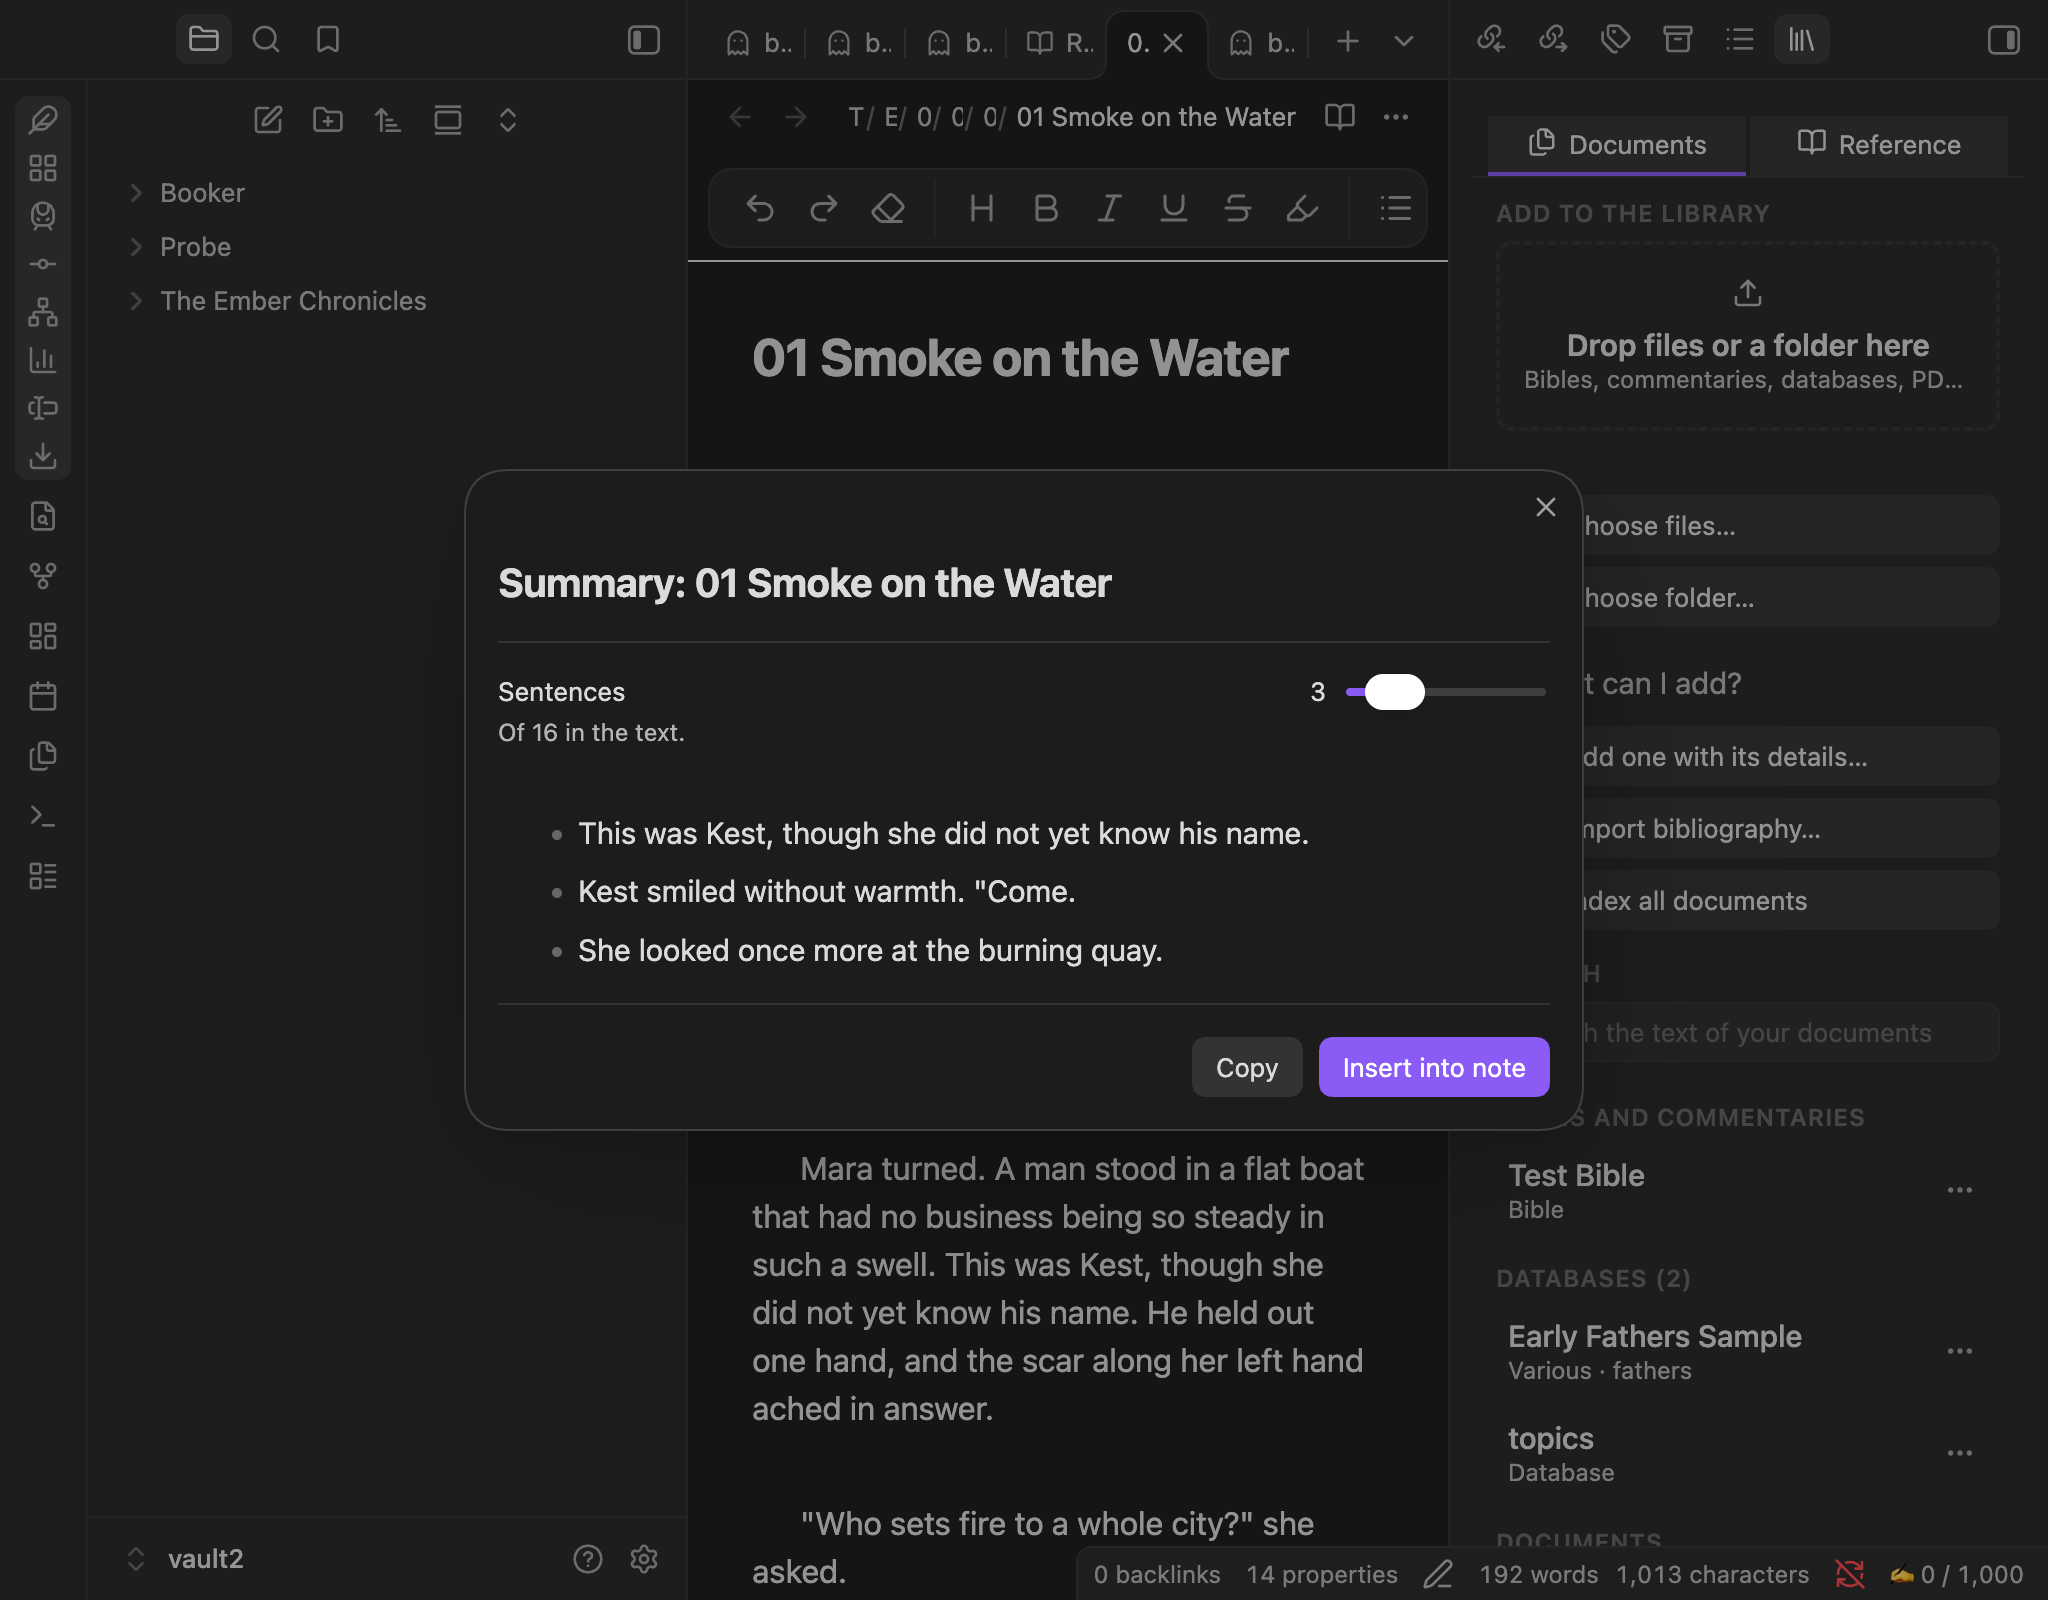 b..
b..
b..
R..
0.
b..
T/ E/ 0/ 0/ 0/ 01 Smoke on the Water
Booker
Probe
The Ember Chronicles
vault2
01 Smoke on the Water
Summary: 01 Smoke on the Water
Sentences
3
Of 16 in the text.
This was Kest, though she did not yet know his name.
Kest smiled without warmth. "Come.
She looked once more at the burning quay.
Copy
Insert into note
Mara turned. A man stood in a flat boat
that had no business being so steady in
such a swell. This was Kest, though she
did not yet know his name. He held out
one hand, and the scar along her left hand
ached in answer.
"Who sets fire to a whole city?" she
asked.
Documents
Reference
ADD TO THE LIBRARY
Drop files or a folder here
Bibles, commentaries, databases, PD...
hoose files...
hoose folder...
t can I add?
dd one with its details...
mport bibliography...
ndex all documents
H
h the text of your documents
S AND COMMENTARIES
Test Bible
Bible
DATABASES (2)
Early Fathers Sample
Various · fathers
topics
Database
DOCUMENTS
0 backlinks
14 properties
192 words
1,013 characters
0 / 1,000